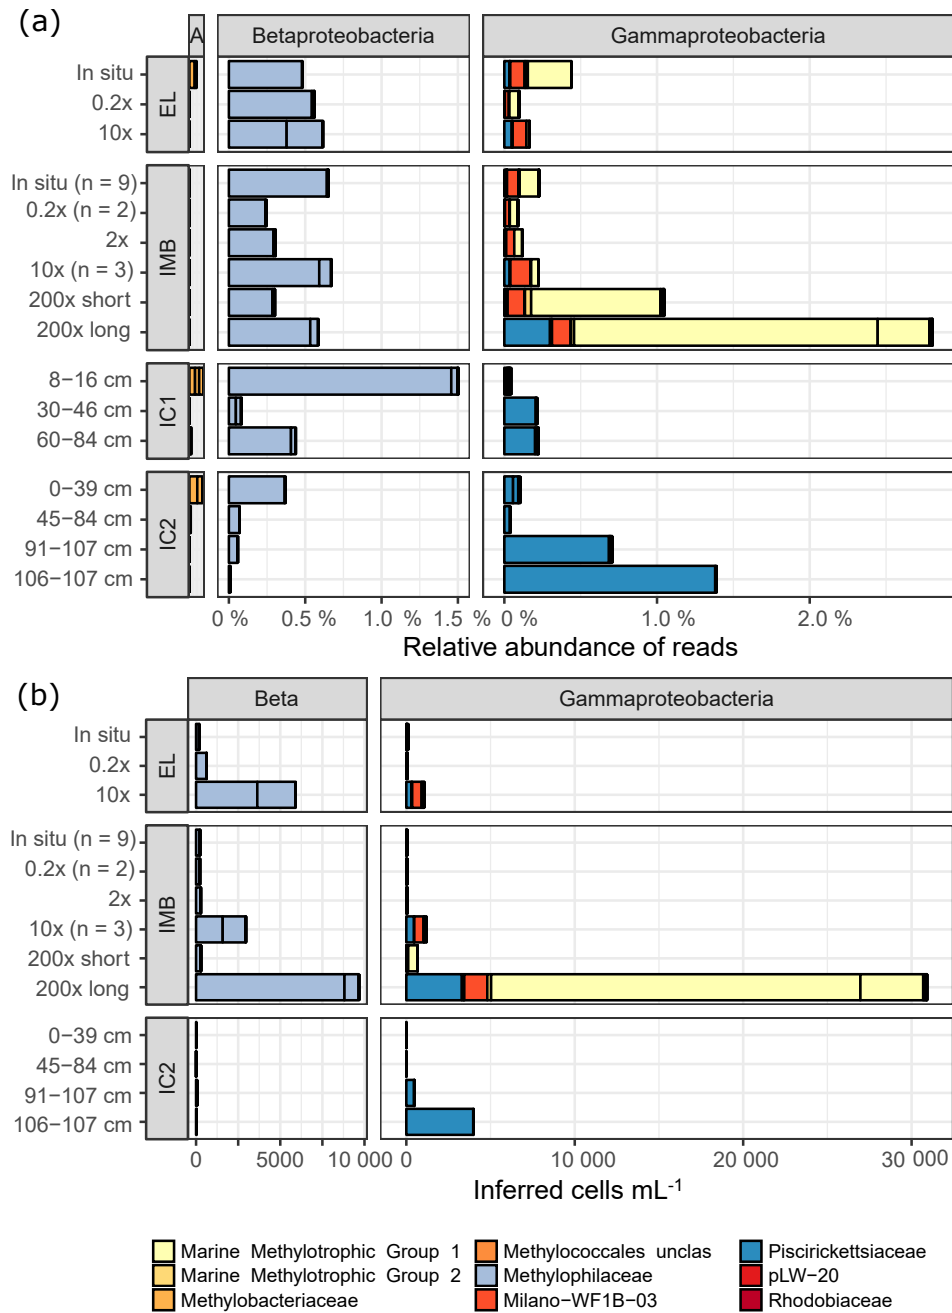 (a)
A
Betaproteobacteria
Gammaproteobacteria
EL
In situ
0.2x
10x
IMB
In situ (n = 9)
0.2x (n = 2)
2x
10x (n = 3)
200x short
200x long
IC1
8−16 cm
30−46 cm
60−84 cm
IC2
0−39 cm
45−84 cm
91−107 cm
106−107 cm
0 % 0.5 % 1.0 % 1.5 % 0 % 1.0 % 2.0 %
Relative abundance of reads
(b)
Beta
Gammaproteobacteria
EL
In situ
0.2x
10x
IMB
In situ (n = 9)
0.2x (n = 2)
2x
10x (n = 3)
200x short
200x long
IC2
0−39 cm
45−84 cm
91−107 cm
106−107 cm
0 5000 10 000 0 10 000 20 000 30 000
Inferred cells mL⁻¹
Marine Methylotrophic Group 1
Marine Methylotrophic Group 2
Methylobacteriaceae
Methylococcales unclas
Methylophilaceae
Milano−WF1B−03
Piscirickettsiaceae
pLW−20
Rhodobiaceae